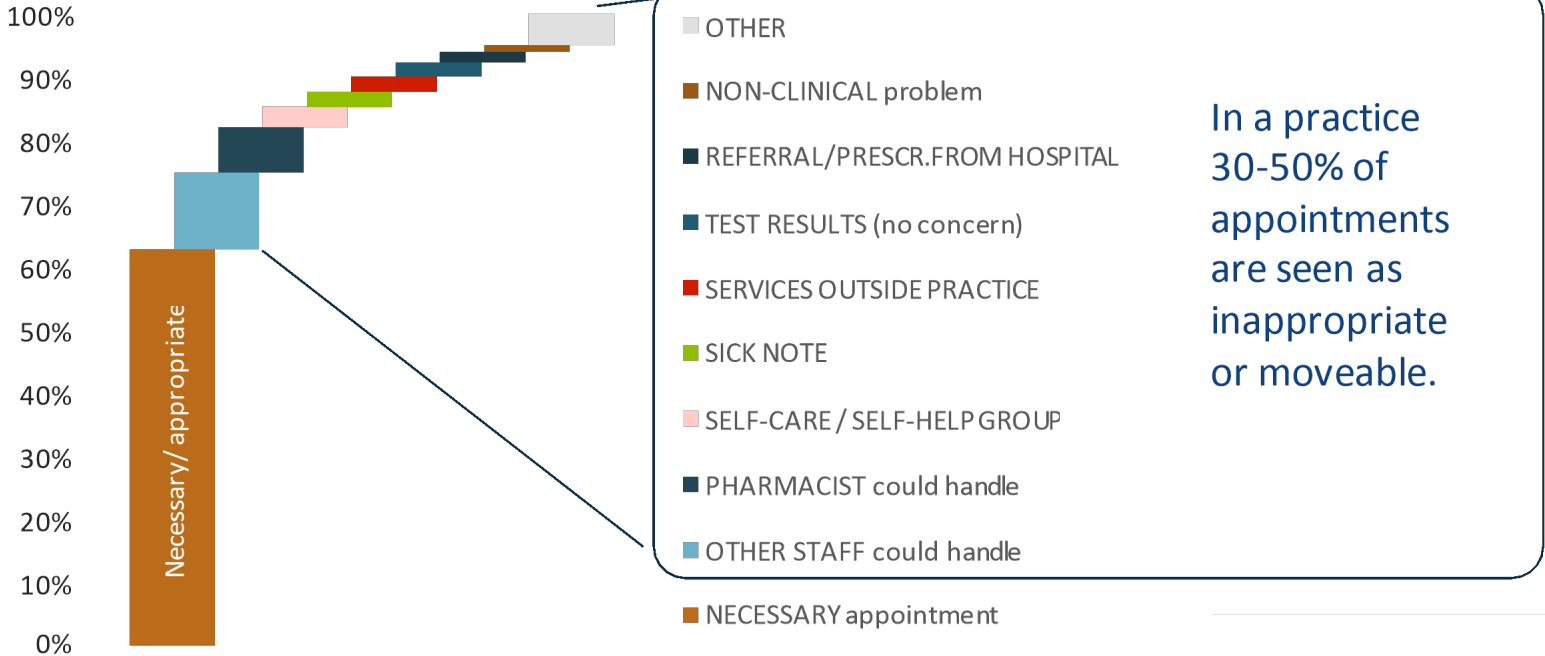 100%
90%
80%
70%
60%
50%
40%
30%
20%
10%
0%
Necessary/ appropriate
OTHER
NON-CLINICAL problem
REFERRAL/PRESCR.FROM HOSPITAL
TEST RESULTS (no concern)
SERVICES OUTSIDE PRACTICE
SICK NOTE
SELF-CARE / SELF-HELP GROUP
PHARMACIST could handle
OTHER STAFF could handle
NECESSARY appointment
In a practice
30-50% of
appointments
are seen as
inappropriate
or moveable.